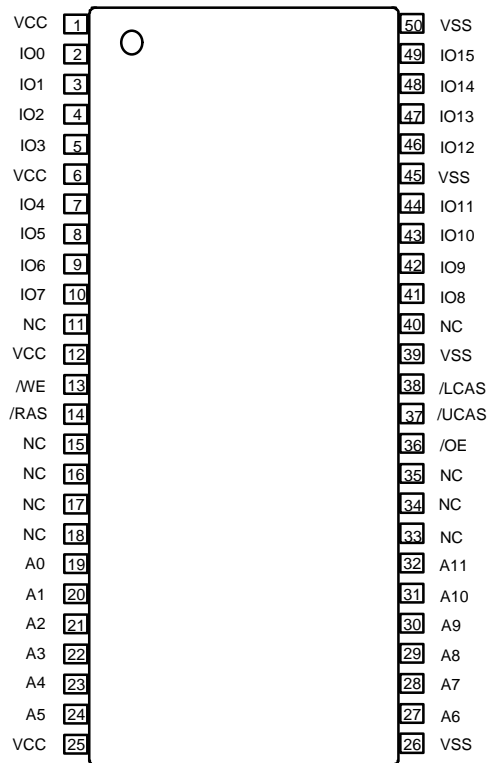 VCC 1 50 VSS
IO0 2 49 IO15
IO1 3 48 IO14
IO2 4 47 IO13
IO3 5 46 IO12
VCC 6 45 VSS
IO4 7 44 IO11
IO5 8 43 IO10
IO6 9 42 IO9
IO7 10 41 IO8
NC 11 40 NC
VCC 12 39 VSS
/WE 13 38 /LCAS
/RAS 14 37 /UCAS
NC 15 36 /OE
NC 16 35 NC
NC 17 34 NC
NC 18 33 NC
A0 19 32 A11
A1 20 31 A10
A2 21 30 A9
A3 22 29 A8
A4 23 28 A7
A5 24 27 A6
VCC 25 26 VSS